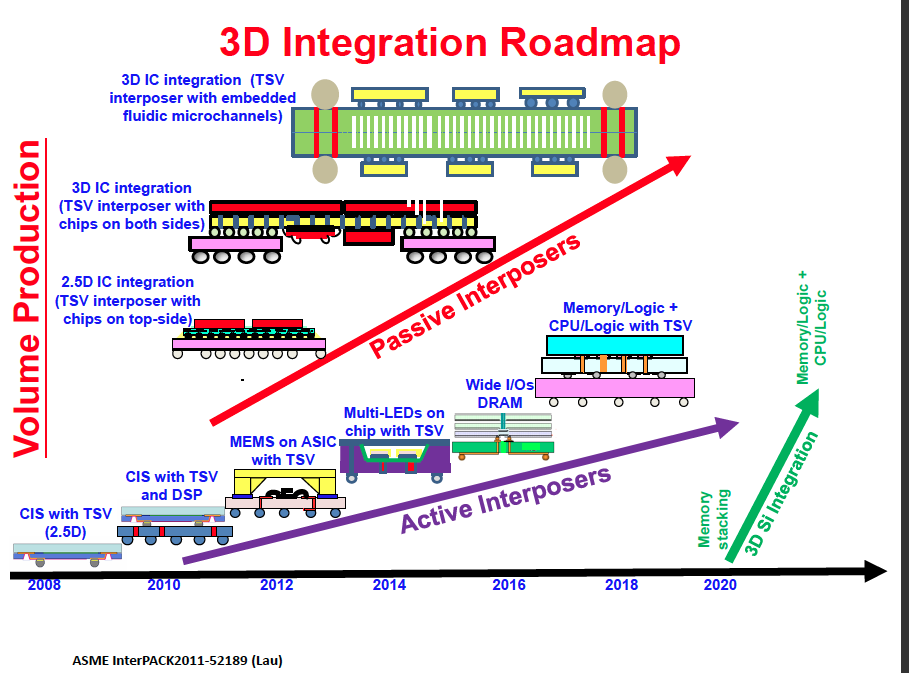 3D Integration Roadmap
3D IC integration (TSV
interposer with embedded
fluidic microchannels)
Volume Production
3D IC integration
(TSV interposer with
chips on both sides)
2.5D IC integration
(TSV interposer with
chips on top-side)
Passive Interposers
Memory/Logic +
CPU/Logic with TSV
Memory/Logic +
CPU/Logic
Wide I/Os
DRAM
Multi-LEDs on
chip with TSV
MEMS on ASIC
with TSV
CIS with TSV
and DSP
CIS with TSV
(2.5D)
Active Interposers
Memory
stacking
3D Si Integration
2008 2010 2012 2014 2016 2018 2020
ASME InterPACK2011-52189 (Lau)